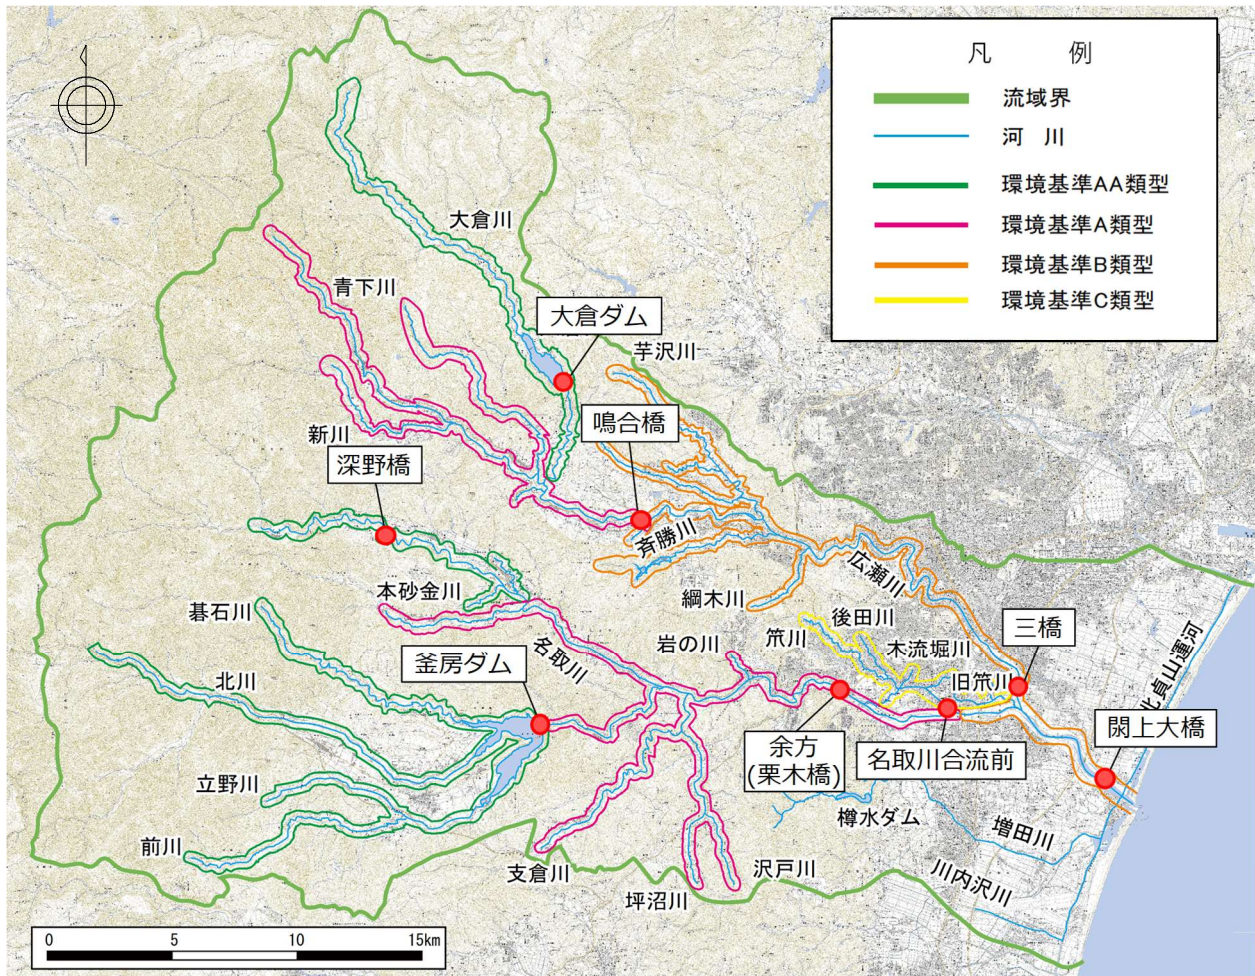 凡 例
流域界
河 川
環境基準AA類型
環境基準A類型
環境基準B類型
環境基準C類型
大倉川
青下川
大倉ダム
芋沢川
鳴合橋
新川
深野橋
斉勝川
広瀬川
本砂金川
綱木川
碁石川
後田川
笊川
岩の川
木流堀川
三橋
名取川
釜房ダム
北川
旧笊川
北貞山運河
閖上大橋
余方
(栗木橋)
名取川合流前
立野川
樽水ダム
増田川
前川
支倉川
沢戸川
川内沢川
坪沼川
0 5 10 15km